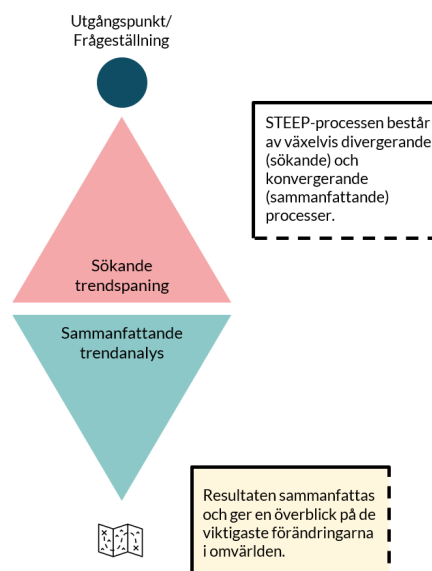 Utgångspunkt/
Frågeställning
STEEP-processen består
av växelvis divergerande
(sökande) och
konvergerande
(sammanfattande)
processer.
Sökande
trendspaning
Sammanfattande
trendanalys
Resultaten sammanfattas
och ger en överblick på de
viktigaste förändringarna
i omvärlden.